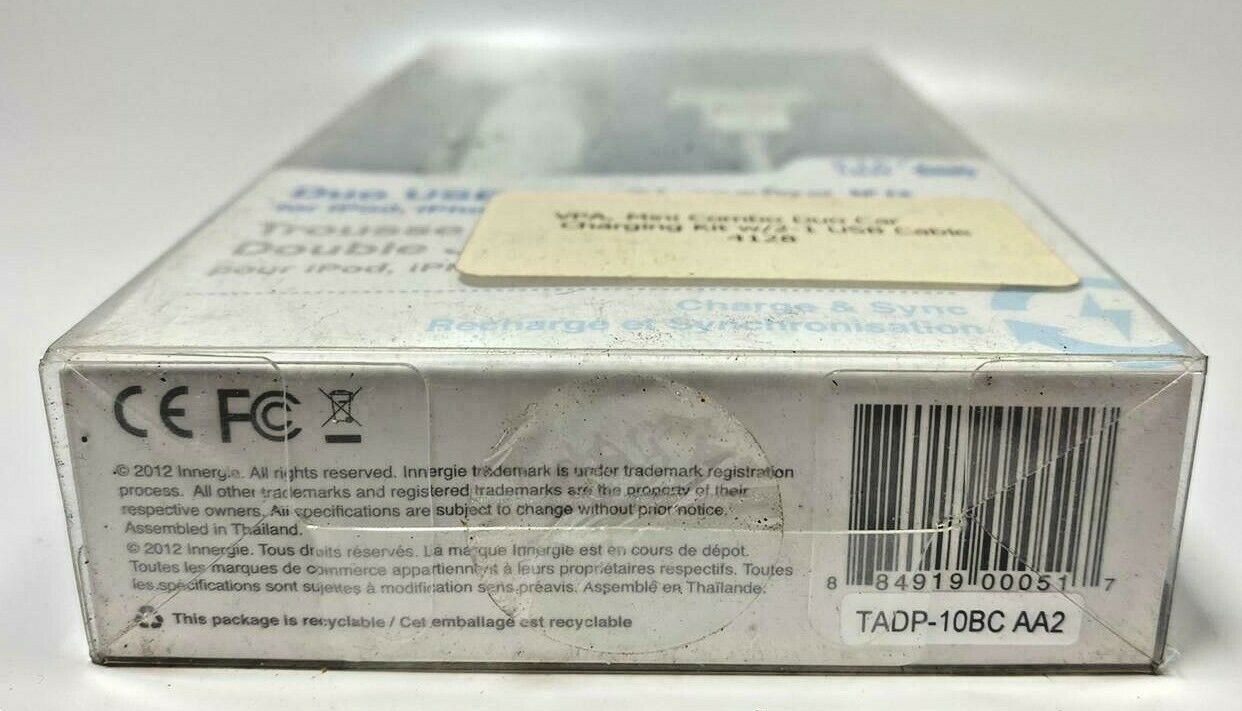 Duo USB
for iPod, iPho
Trousse
Double
pour iPod, iPh
VPA, Mini Combo Duo Car
Charging Kit w/2-1 USB Cable
4128
Charge & Sync
Recharge et Synchronisation
CE FC
© 2012 Innergie. All rights reserved. Innergie trademark is under trademark registration
process. All other trademarks and registered trademarks are the property of their
respective owners. All specifications are subject to change without prior notice.
Assembled in Thailand.
© 2012 Innergie. Tous droits réservés. La marque Innergie est en cours de dépôt.
Toutes les marques de commerce appartiennent à leurs propriétaires respectifs. Toutes
les spécifications sont sujettes à modification sans préavis. Assemblé en Thaïlande.
This package is recyclable / Cet emballage est recyclable
8 84919 00051 7
TADP-10BC AA2